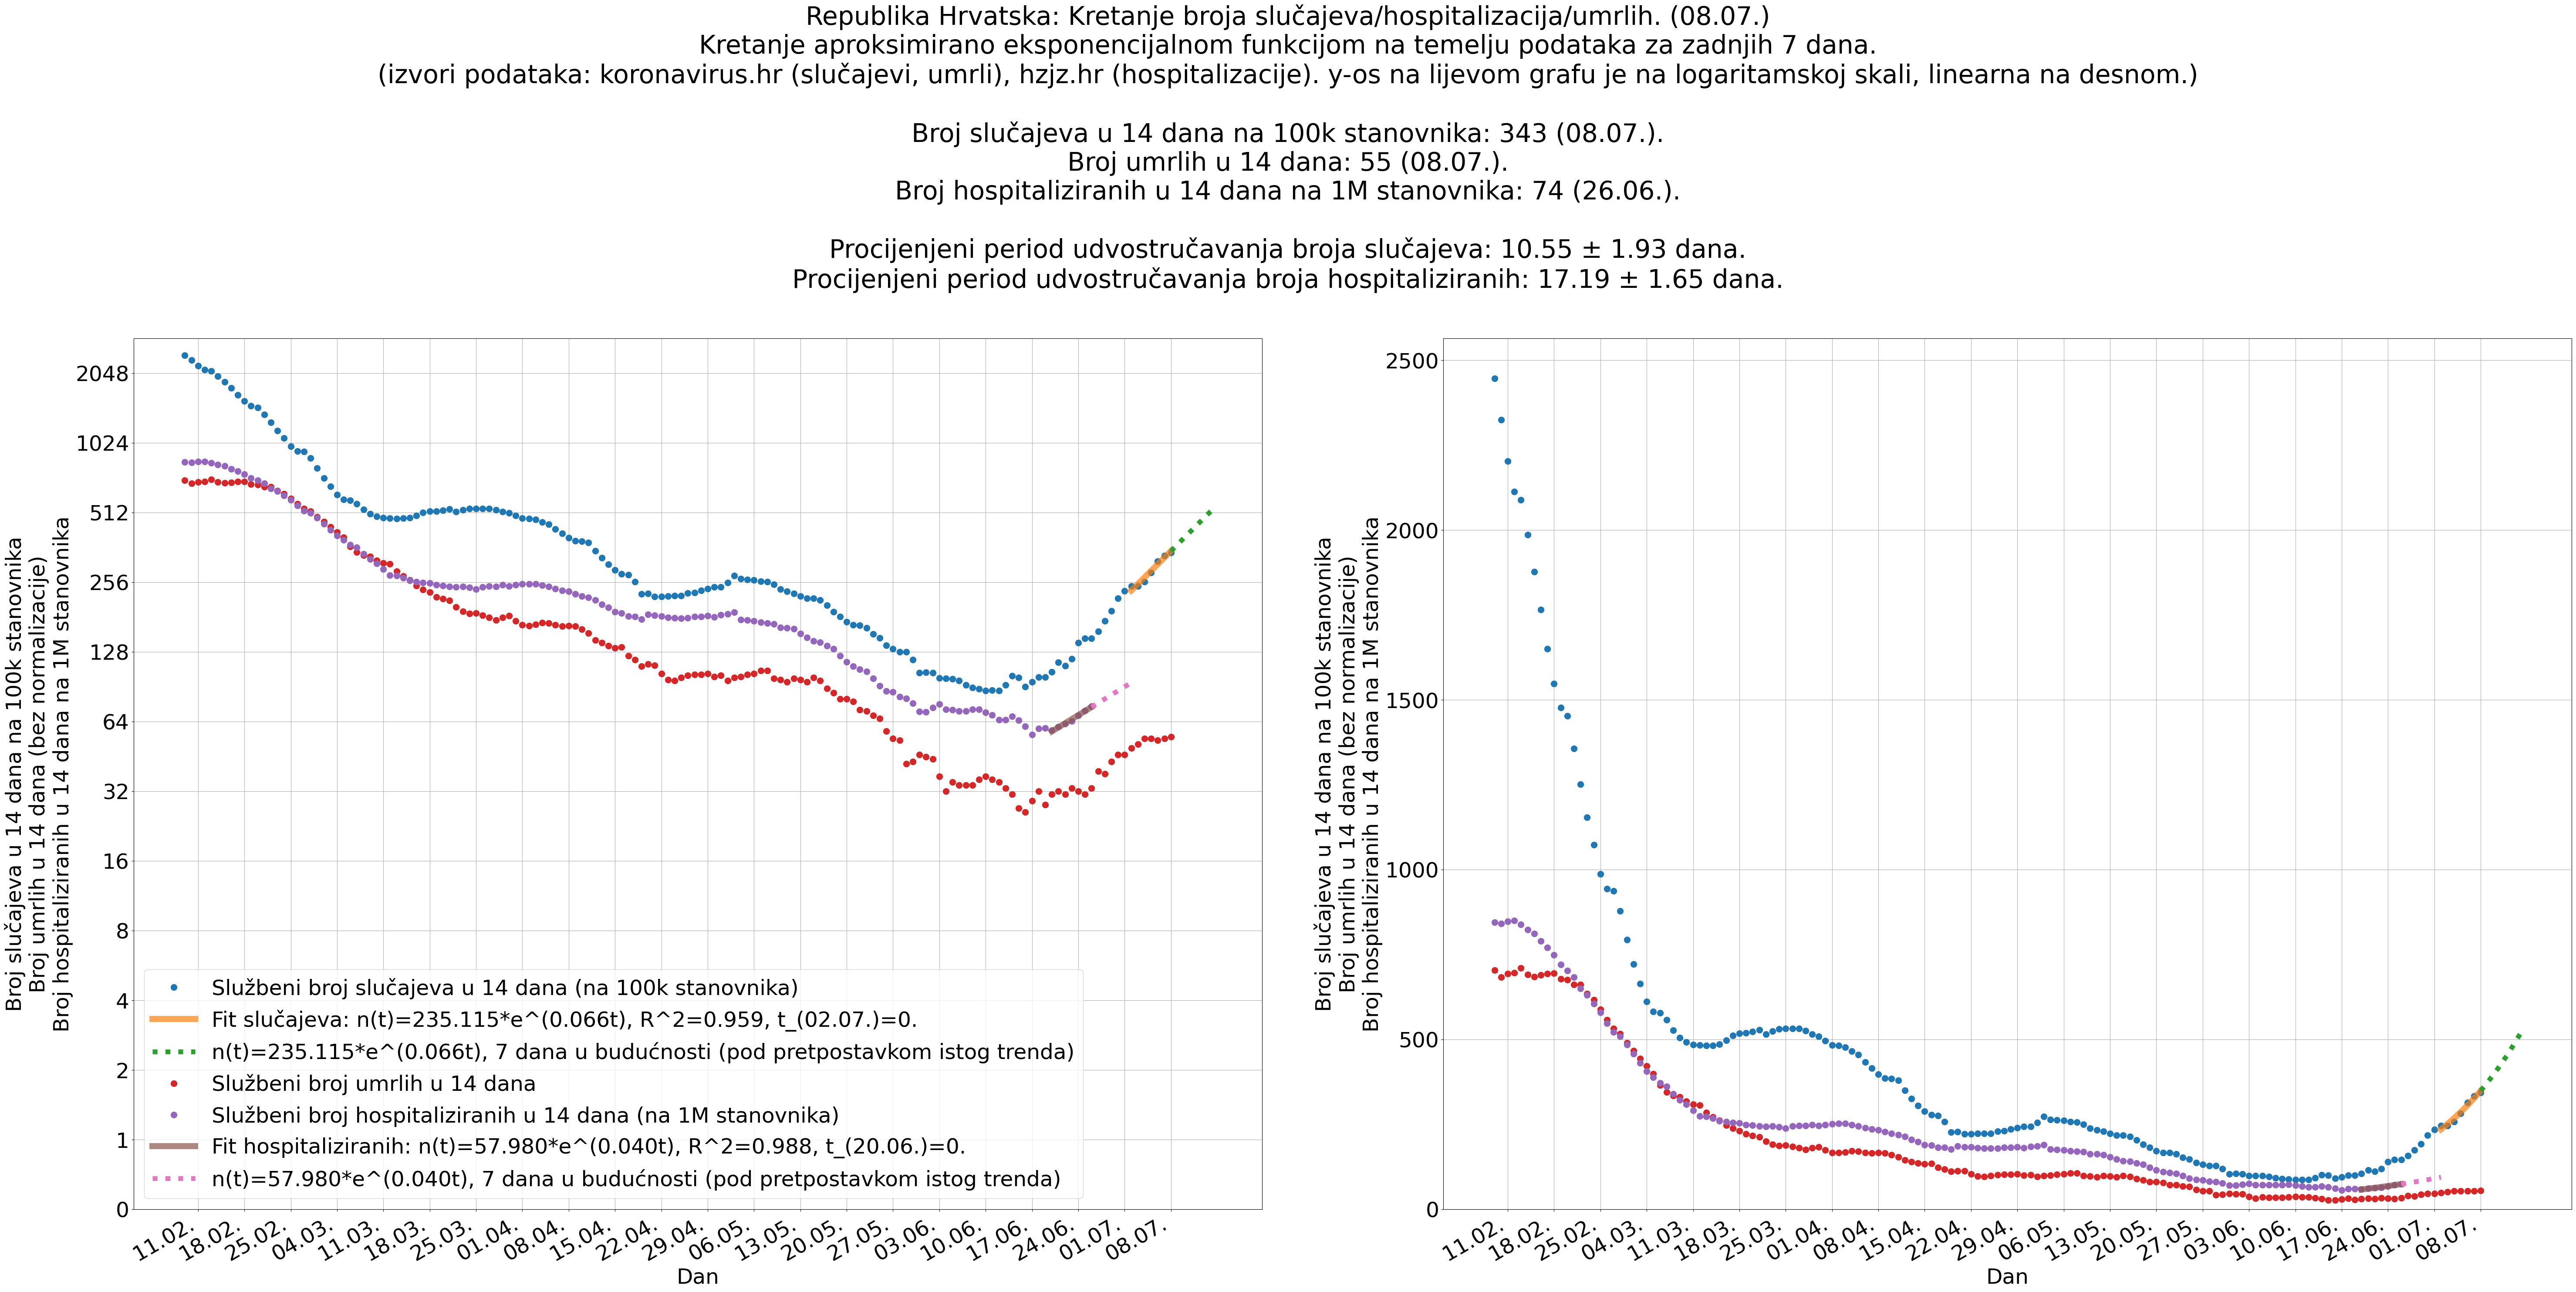 Republika Hrvatska: Kretanje broja slučajeva/hospitalizacija/umrlih. (08.07.)
Kretanje aproksimirano eksponencijalnom funkcijom na temelju podataka za zadnjih 7 dana.
(izvori podataka: koronavirus.hr (slučajevi, umrli), hzjz.hr (hospitalizacije). y-os na lijevom grafu je na logaritamskoj skali, linearna na desnom.)
Broj slučajeva u 14 dana na 100k stanovnika: 343 (08.07.).
Broj umrlih u 14 dana: 55 (08.07.).
Broj hospitaliziranih u 14 dana na 1M stanovnika: 74 (26.06.).
Procijenjeni period udvostručavanja broja slučajeva: 10.55 ± 1.93 dana.
Procijenjeni period udvostručavanja broja hospitaliziranih: 17.19 ± 1.65 dana.
Broj slučajeva u 14 dana na 100k stanovnika
Broj umrlih u 14 dana (bez normalizacije)
Broj hospitaliziranih u 14 dana na 1M stanovnika
2048
1024
512
256
128
64
32
16
8
4
2
1
0
Službeni broj slučajeva u 14 dana (na 100k stanovnika)
Fit slučajeva: n(t)=235.115*e^(0.066t), R^2=0.959, t_(02.07.)=0.
n(t)=235.115*e^(0.066t), 7 dana u budućnosti (pod pretpostavkom istog trenda)
Službeni broj umrlih u 14 dana
Službeni broj hospitaliziranih u 14 dana (na 1M stanovnika)
Fit hospitaliziranih: n(t)=57.980*e^(0.040t), R^2=0.988, t_(20.06.)=0.
n(t)=57.980*e^(0.040t), 7 dana u budućnosti (pod pretpostavkom istog trenda)
11.02. 18.02. 25.02. 04.03. 11.03. 18.03. 25.03. 01.04. 08.04. 15.04. 22.04. 29.04. 06.05. 13.05. 20.05. 27.05. 03.06. 10.06. 17.06. 24.06. 01.07. 08.07.
Dan
Broj slučajeva u 14 dana na 100k stanovnika
Broj umrlih u 14 dana (bez normalizacije)
Broj hospitaliziranih u 14 dana na 1M stanovnika
2500
2000
1500
1000
500
0
11.02. 18.02. 25.02. 04.03. 11.03. 18.03. 25.03. 01.04. 08.04. 15.04. 22.04. 29.04. 06.05. 13.05. 20.05. 27.05. 03.06. 10.06. 17.06. 24.06. 01.07. 08.07.
Dan